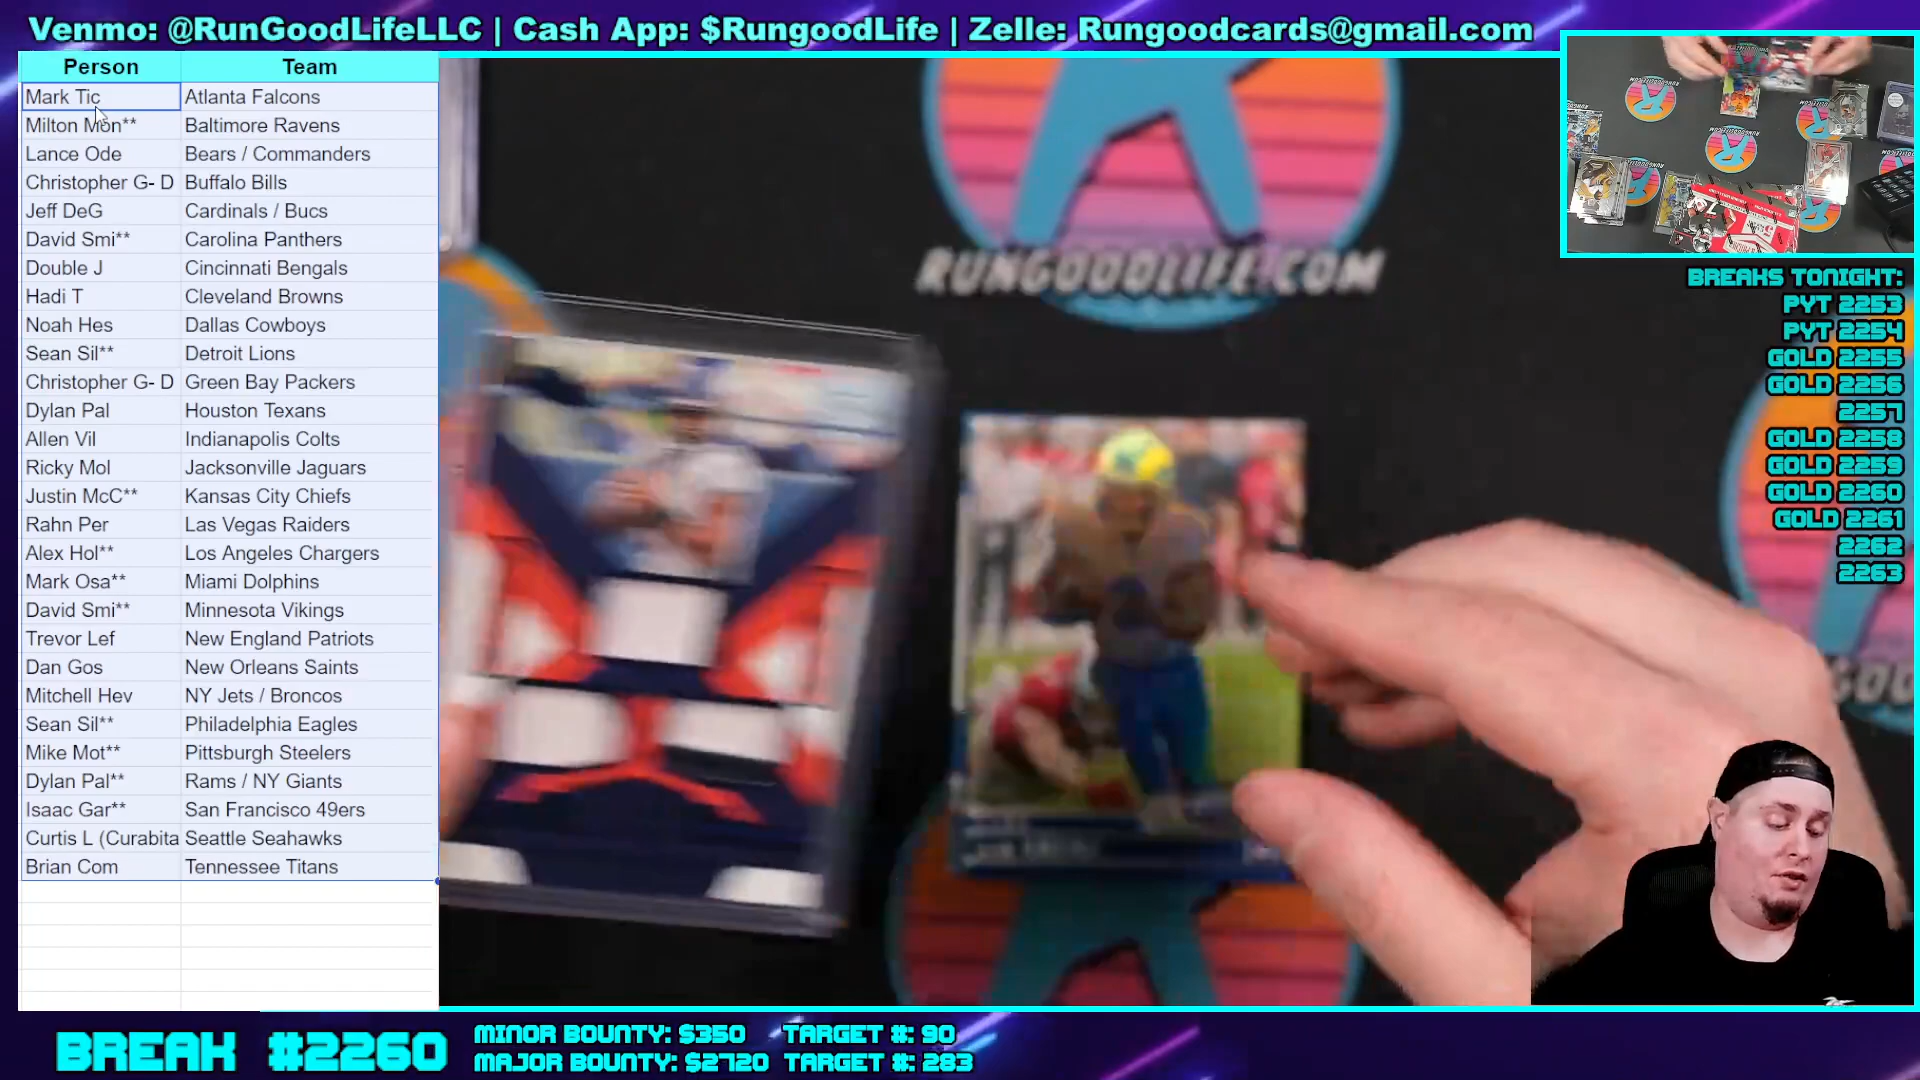 Venmo: @RunGoodLifeLLC | Cash App: $RungoodLife | Zelle: Rungoodcards@gmail.com
Person Team
Mark Tic Atlanta Falcons
Milton Mon** Baltimore Ravens
Lance Ode Bears / Commanders
Christopher G- D Buffalo Bills
Jeff DeG Cardinals / Bucs
David Smi** Carolina Panthers
Double J Cincinnati Bengals
Hadi T Cleveland Browns
Noah Hes Dallas Cowboys
Sean Sil** Detroit Lions
Christopher G- D Green Bay Packers
Dylan Pal Houston Texans
Allen Vil Indianapolis Colts
Ricky Mol Jacksonville Jaguars
Justin McC** Kansas City Chiefs
Rahn Per Las Vegas Raiders
Alex Hol** Los Angeles Chargers
Mark Osa** Miami Dolphins
David Smi** Minnesota Vikings
Trevor Lef New England Patriots
Dan Gos New Orleans Saints
Mitchell Hev NY Jets / Broncos
Sean Sil** Philadelphia Eagles
Mike Mot** Pittsburgh Steelers
Dylan Pal** Rams / NY Giants
Isaac Gar** San Francisco 49ers
Curtis L (Curabita Seattle Seahawks
Brian Com Tennessee Titans
RUNGOODLIFE.COM
BREAKS TONIGHT:
PYT 2253
PYT 2254
GOLD 2255
GOLD 2256
2257
GOLD 2258
GOLD 2259
GOLD 2260
GOLD 2261
2262
2263
BREAK #2260
MINOR BOUNTY: $350 TARGET #: 90
MAJOR BOUNTY: $2720 TARGET #: 283